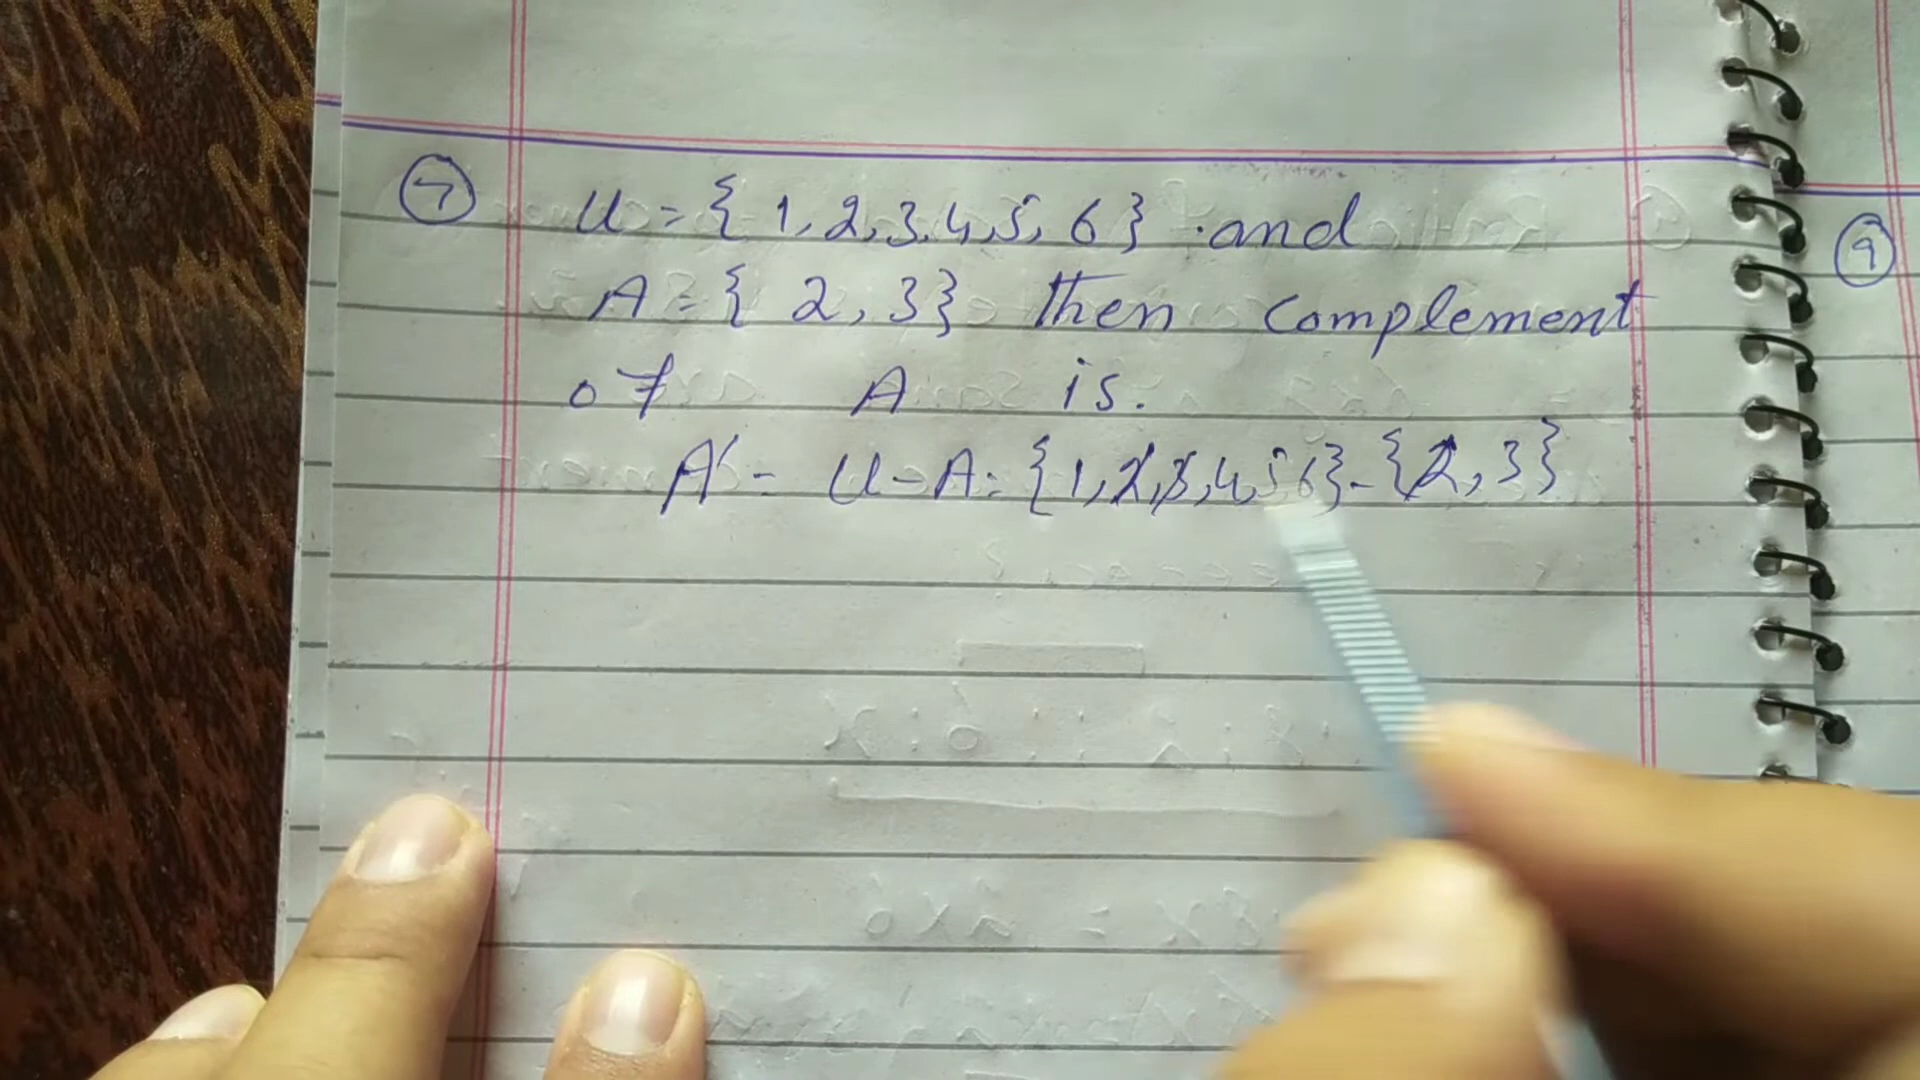 7 U = { 1, 2, 3, 4, 5, 6 } and
A = { 2, 3 } Then complement
of A is.
A' = U - A = { 1, 2, 3, 4, 5, 6 } - { 2, 3 }
9